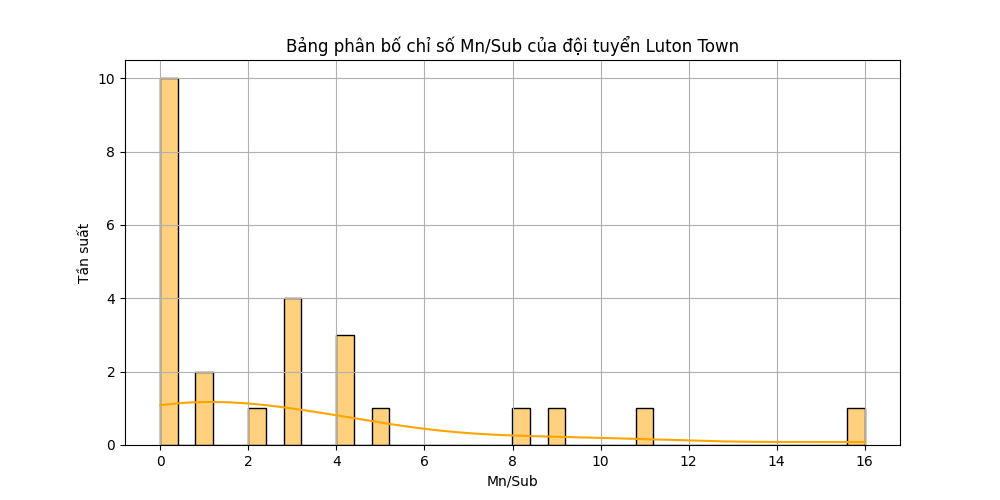 Bảng phân bố chỉ số Mn/Sub của đội tuyển Luton Town
10
8
6
4
2
0
Tần suất
0 2 4 6 8 10 12 14 16
Mn/Sub